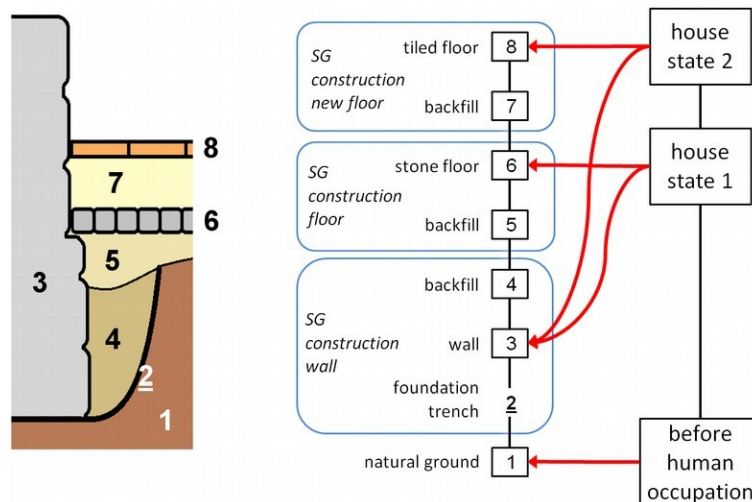 8
7
6
5
3
4
2
1
SG
construction
new floor
tiled floor
8
backfill
7
SG
construction
floor
stone floor
6
backfill
5
SG
construction
wall
backfill
4
wall
3
foundation
trench
2
natural ground
1
house
state 2
house
state 1
before
human
occupation